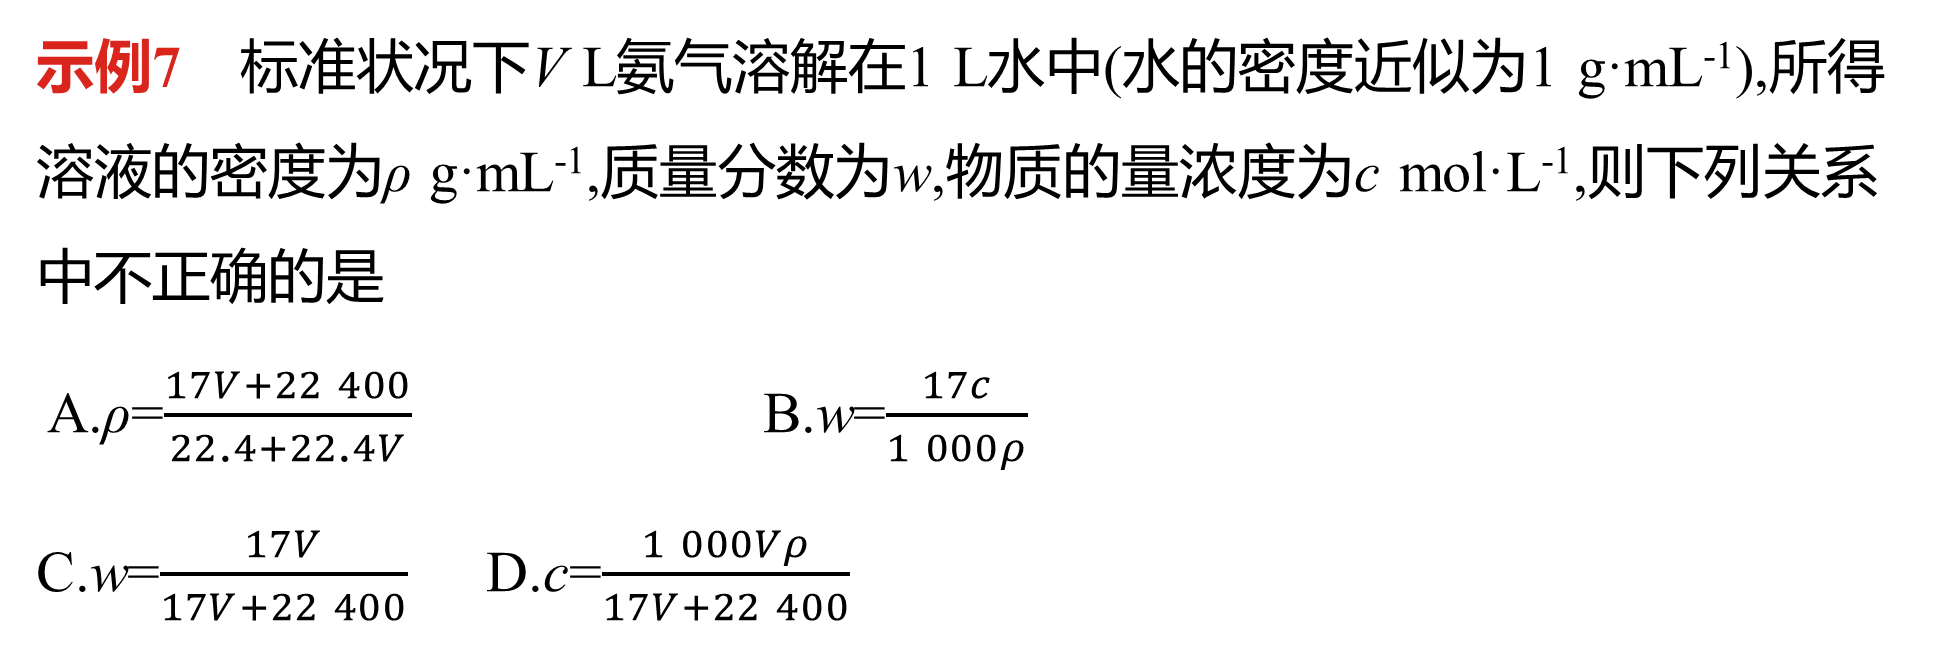 示例7 标准状况下V L氨气溶解在1 L水中(水的密度近似为1 g·mL⁻¹),所得
溶液的密度为ρ g·mL⁻¹,质量分数为w,物质的量浓度为c mol·L⁻¹,则下列关系
中不正确的是
A.ρ=\frac{17V+22 400}{22.4+22.4V} B.w=\frac{17c}{1 000ρ}
C.w=\frac{17V}{17V+22 400} D.c=\frac{1 000Vρ}{17V+22 400}